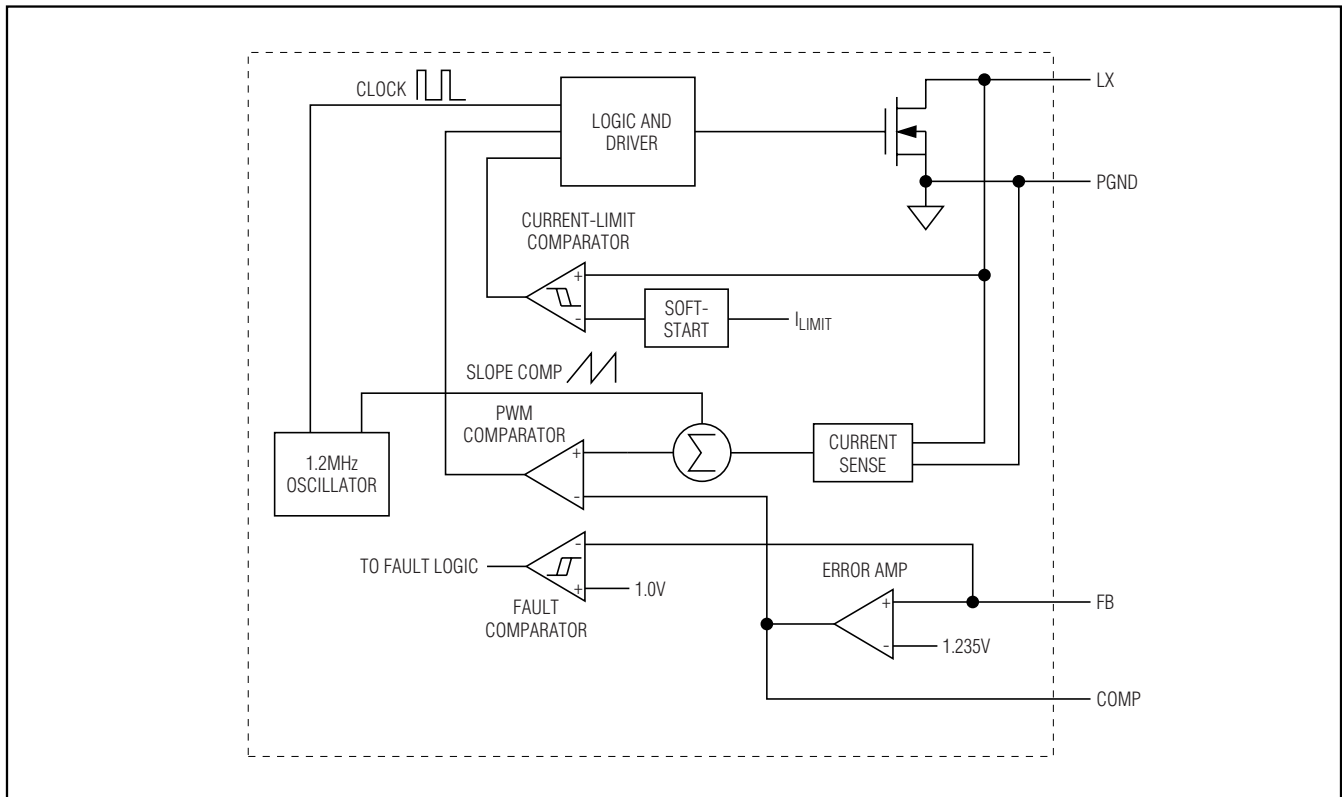 CLOCK
LX
LOGIC AND
DRIVER
PGND
CURRENT-LIMIT
COMPARATOR
+
-
SOFT-
START
ILIMIT
SLOPE COMP
PWM
COMPARATOR
+
-
Σ
CURRENT
SENSE
1.2MHz
OSCILLATOR
TO FAULT LOGIC
-
+
1.0V
FAULT
COMPARATOR
ERROR AMP
+
-
1.235V
FB
COMP